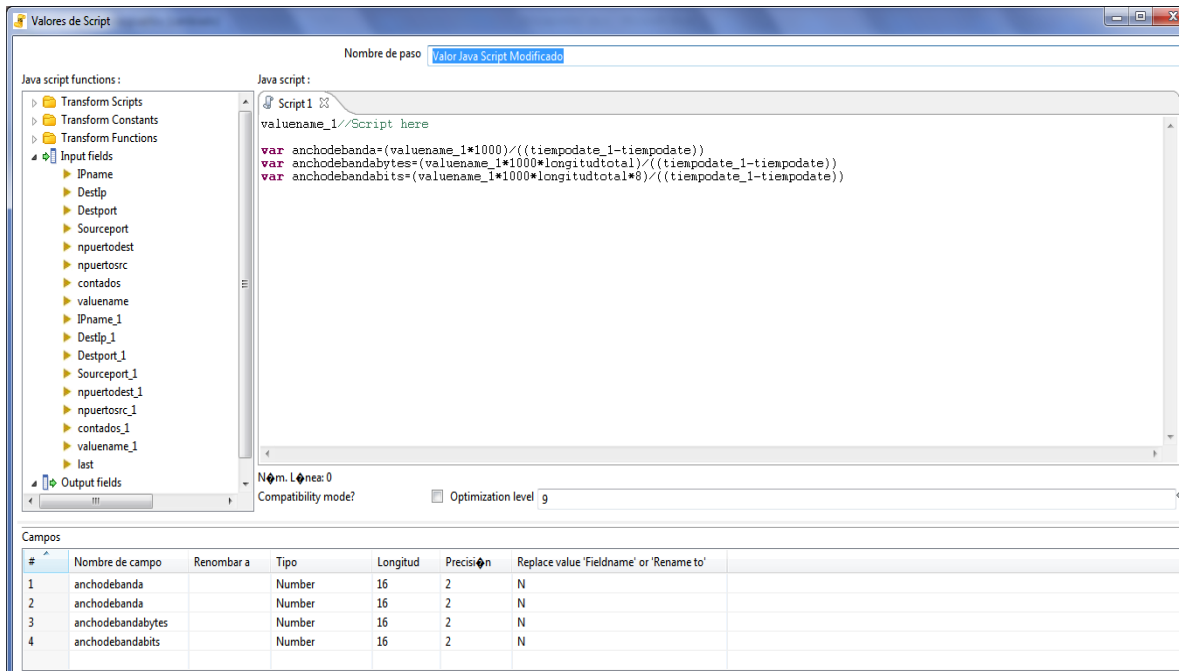 Valores de Script
Nombre de paso Valor Java Script Modificado
Java script functions :
Transform Scripts
Transform Constants
Transform Functions
Input fields
IPname
DestIp
Destport
Sourceport
npuertodest
npuertosrc
contados
valuename
IPname_1
DestIp_1
Destport_1
Sourceport_1
npuertodest_1
npuertosrc_1
contados_1
valuename_1
last
Output fields
Java script :
Script 1
valuename_1//Script here
var anchodebanda=(valuename_1*1000)/((tiempodate_1-tiempodate))
var anchodebandabytes=(valuename_1*1000*longitudtotal)/((tiempodate_1-tiempodate))
var anchodebandabits=(valuename_1*1000*longitudtotal*8)/((tiempodate_1-tiempodate))
N�m. L�nea: 0
Compatibility mode? Optimization level 9
Campos
# Nombre de campo Renombar a Tipo Longitud Precisi�n Replace value 'Fieldname' or 'Rename to'
1 anchodebanda Number 16 2 N
2 anchodebanda Number 16 2 N
3 anchodebandabytes Number 16 2 N
4 anchodebandabits Number 16 2 N